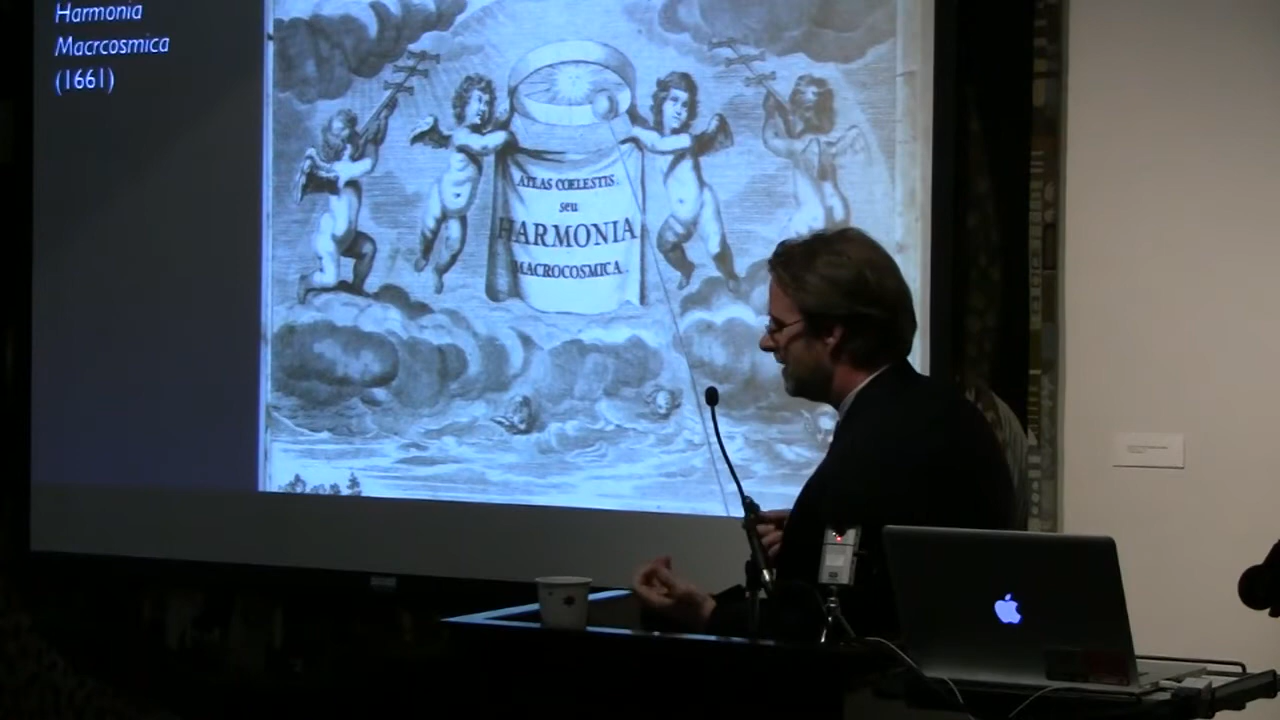 Harmonia
Macrcosmica
(1661)
ATLAS COELESTIS.
seu
HARMONIA
MACROCOSMICA.